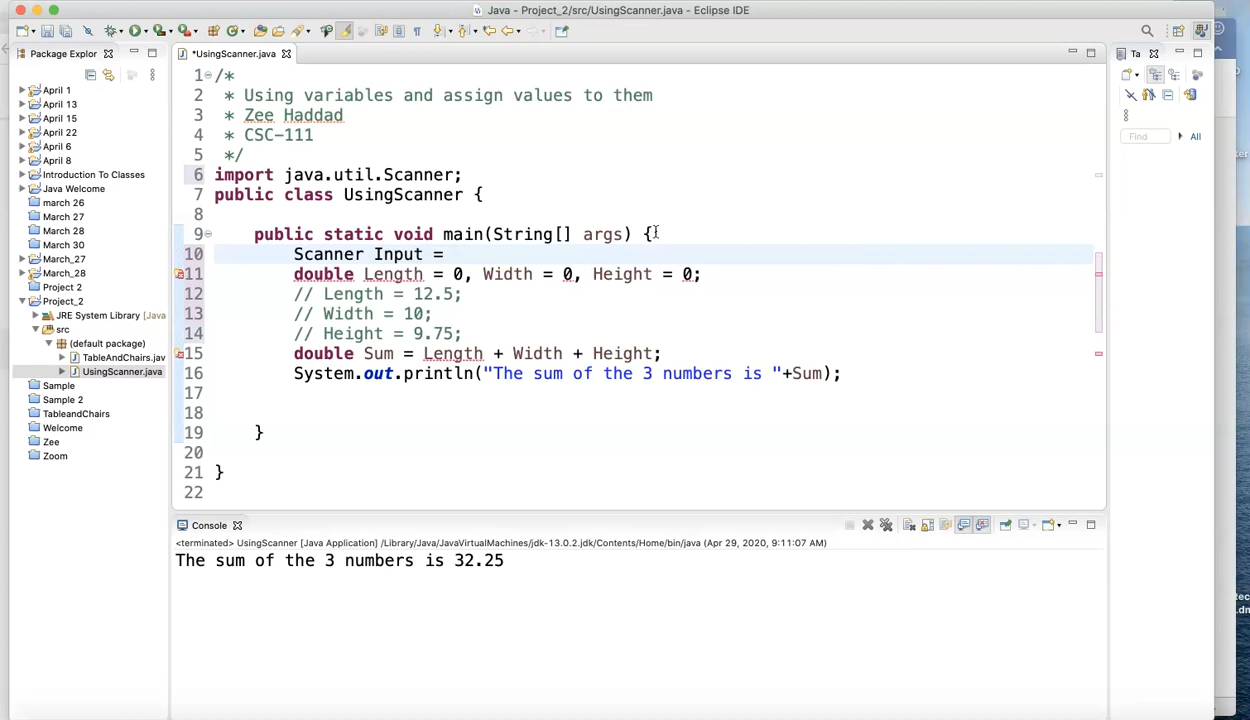 Java - Project_2/src/UsingScanner.java - Eclipse IDE
Package Explor
*UsingScanner.java
Ta
April 1
April 13
April 15
April 22
April 6
April 8
Introduction To Classes
Java Welcome
march 26
March 27
March 28
March 30
March_27
March_28
Project 2
Project_2
JRE System Library [Java
src
(default package)
TableAndChairs.jav
UsingScanner.java
Sample
Sample 2
TableandChairs
Welcome
Zee
Zoom
1 /*
2 * Using variables and assign values to them
3 * Zee Haddad
4 * CSC-111
5 */
6 import java.util.Scanner;
7 public class UsingScanner {
8
9 public static void main(String[] args) {
10 Scanner Input =
11 double Length = 0, Width = 0, Height = 0;
12 // Length = 12.5;
13 // Width = 10;
14 // Height = 9.75;
15 double Sum = Length + Width + Height;
16 System.out.println("The sum of the 3 numbers is "+Sum);
17
18
19 }
20
21 }
22
Find
All
Console
<terminated> UsingScanner [Java Application] /Library/Java/JavaVirtualMachines/jdk-13.0.2.jdk/Contents/Home/bin/java (Apr 29, 2020, 9:11:07 AM)
The sum of the 3 numbers is 32.25